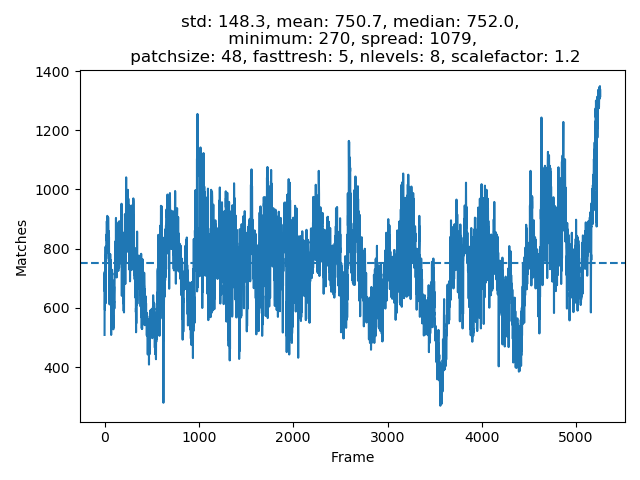 std: 148.3, mean: 750.7, median: 752.0,
minimum: 270, spread: 1079,
patchsize: 48, fasttresh: 5, nlevels: 8, scalefactor: 1.2
1400
1200
1000
800
600
400
Matches
0 1000 2000 3000 4000 5000
Frame